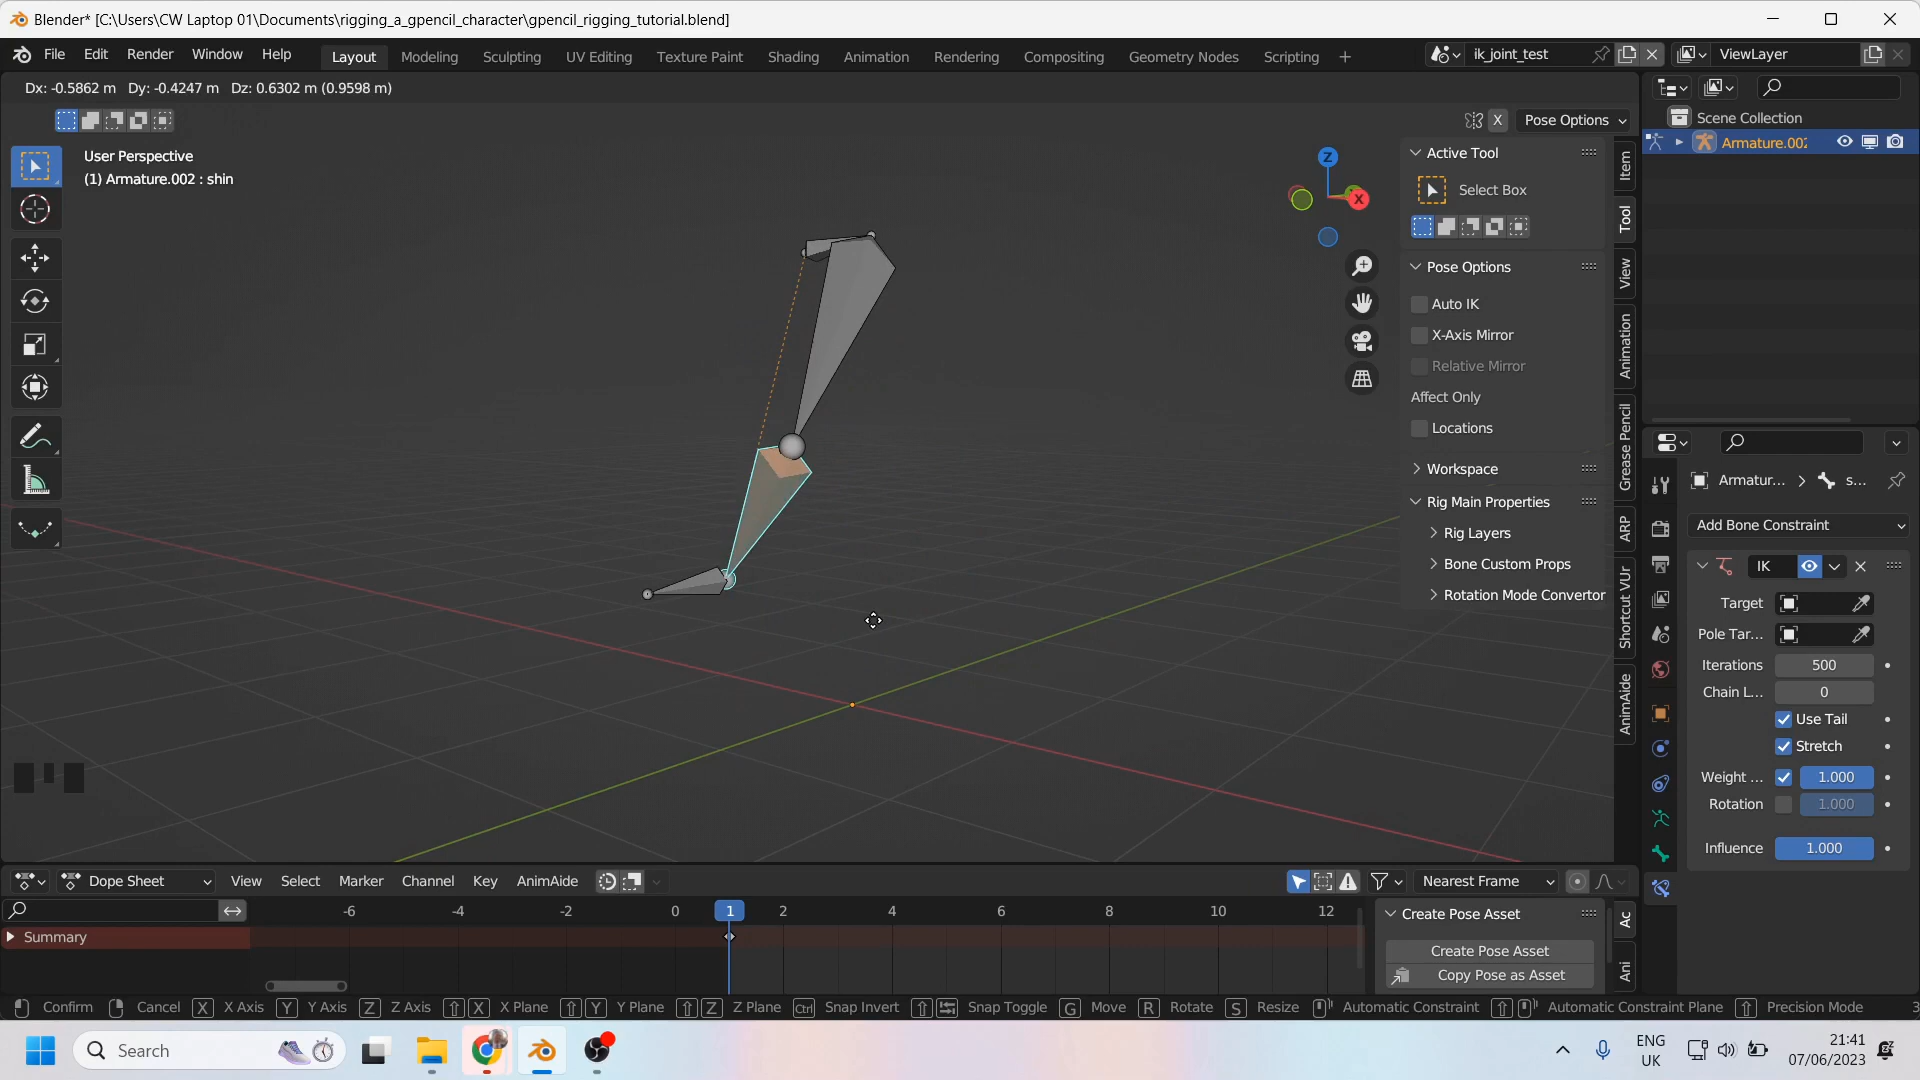 Blender* [C:\Users\CW Laptop 01\Documents\rigging_a_gpencil_character\gpencil_rigging_tutorial.blend]
File Edit Render Window Help
Layout Modeling Sculpting UV Editing Texture Paint Shading Animation Rendering Compositing Geometry Nodes Scripting +
ik_joint_test
ViewLayer
Dx: -0.5862 m Dy: -0.4247 m Dz: 0.6302 m (0.9598 m)
X Pose Options
User Perspective
(1) Armature.002 : shin
Z
X
Active Tool
Select Box
Pose Options
Auto IK
X-Axis Mirror
Relative Mirror
Affect Only
Locations
Workspace
Rig Main Properties
Rig Layers
Bone Custom Props
Rotation Mode Convertor
Item
Tool
View
Animation
Grease Pencil
ARP
Shortcut VUr
AnimAide
Scene Collection
Armature.002
Armatur... > s...
Add Bone Constraint
IK
Target
Pole Tar...
Iterations 500
Chain L... 0
Use Tail
Stretch
Weight ... 1.000
Rotation 1.000
Influence 1.000
Dope Sheet View Select Marker Channel Key AnimAide
Nearest Frame
-6 -4 -2 0 1 2 4 6 8 10 12
Summary
Create Pose Asset
Create Pose Asset
Copy Pose as Asset
Ac
Ani
Confirm Cancel X X Axis Y Y Axis Z Z Axis X X Plane Y Y Plane Z Z Plane Ctrl Snap Invert Snap Toggle G Move R Rotate S Resize Automatic Constraint Automatic Constraint Plane Precision Mode 3
Search
ENG
UK
21:41
07/06/2023